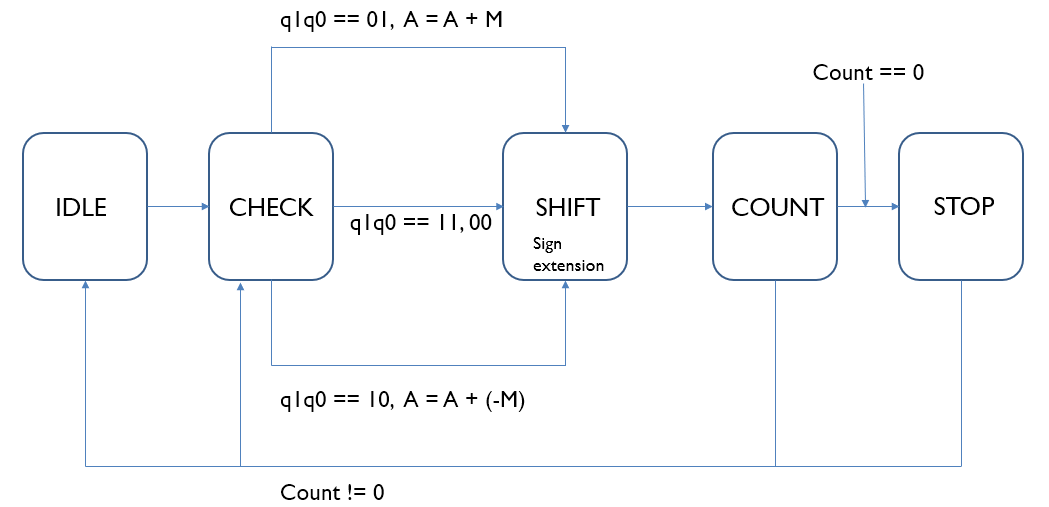 q1q0 == 01, A = A + M
Count == 0
IDLE
CHECK
q1q0 == 11, 00
SHIFT
Sign
extension
COUNT
STOP
q1q0 == 10, A = A + (-M)
Count != 0